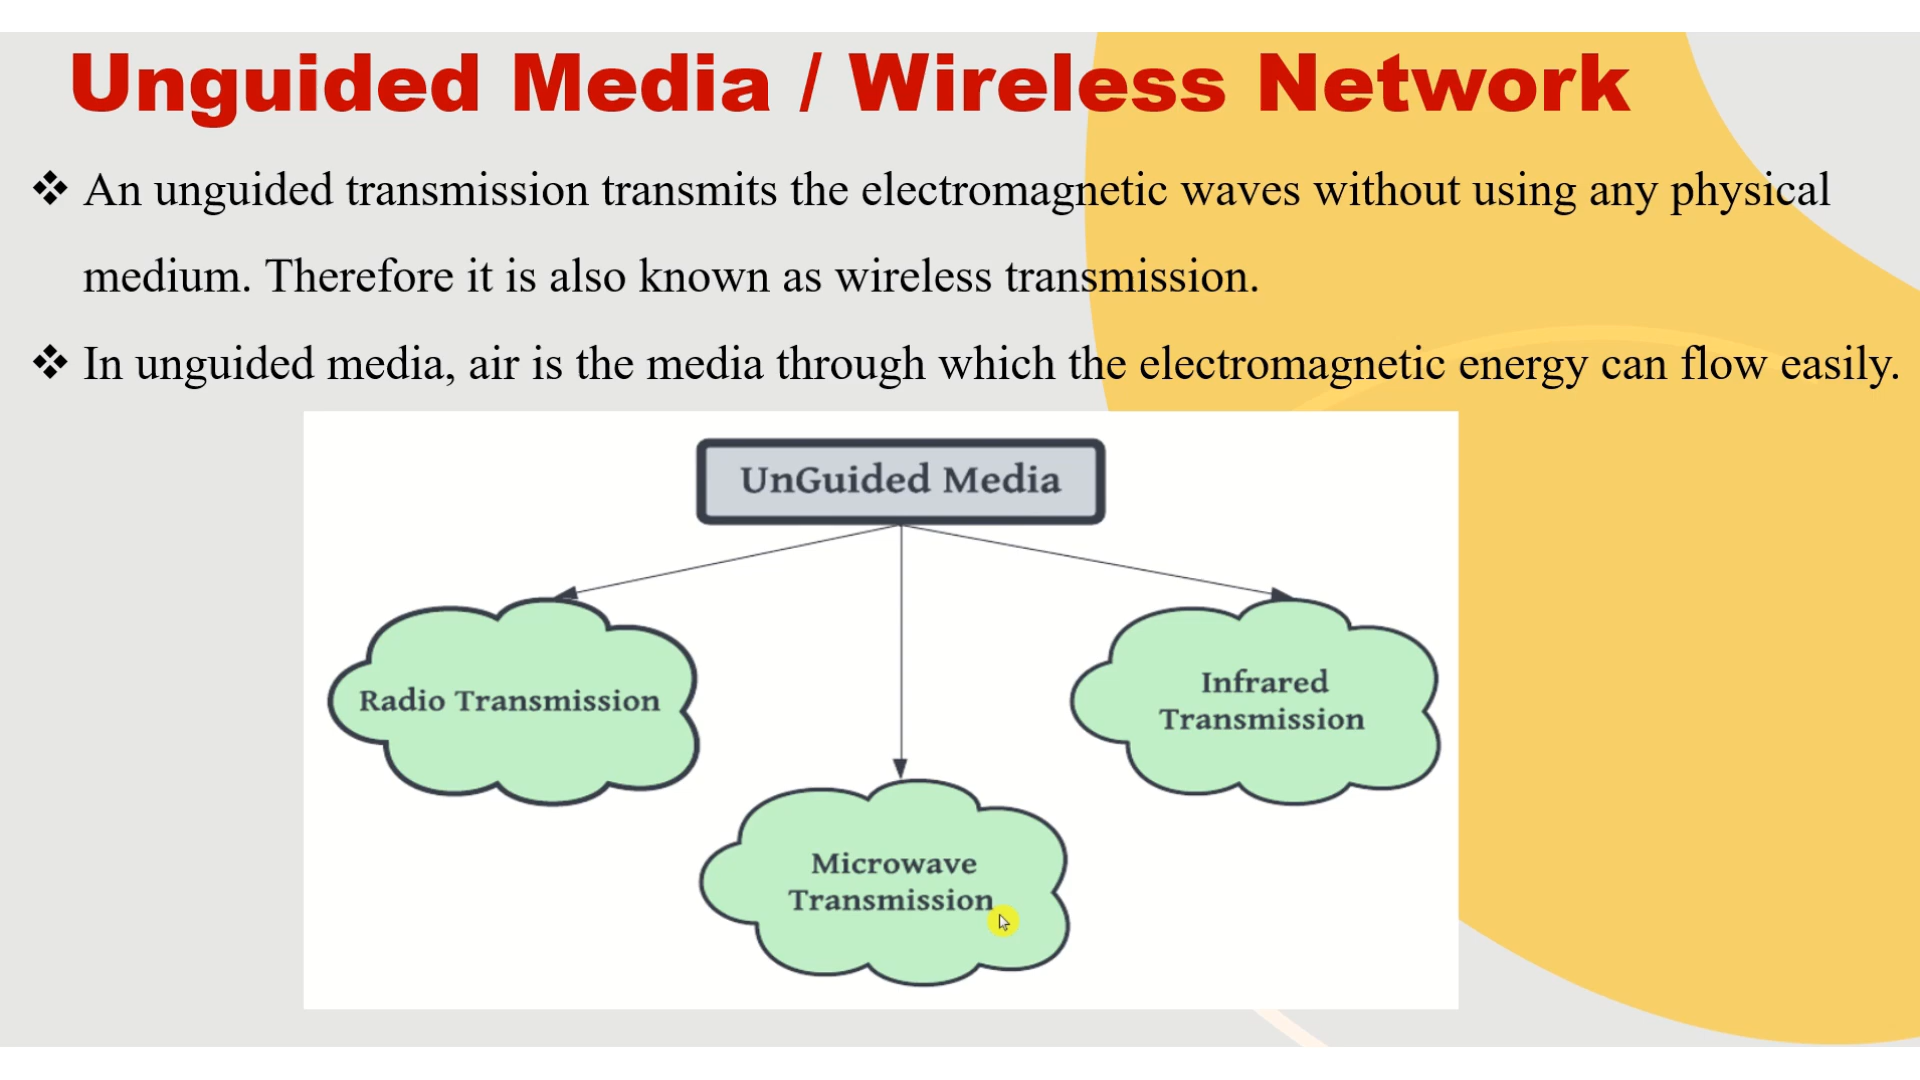 Unguided Media / Wireless Network
❖ An unguided transmission transmits the electromagnetic waves without using any physical
medium. Therefore it is also known as wireless transmission.
❖ In unguided media, air is the media through which the electromagnetic energy can flow easily.
UnGuided Media
Radio Transmission
Infrared
Transmission
Microwave
Transmission